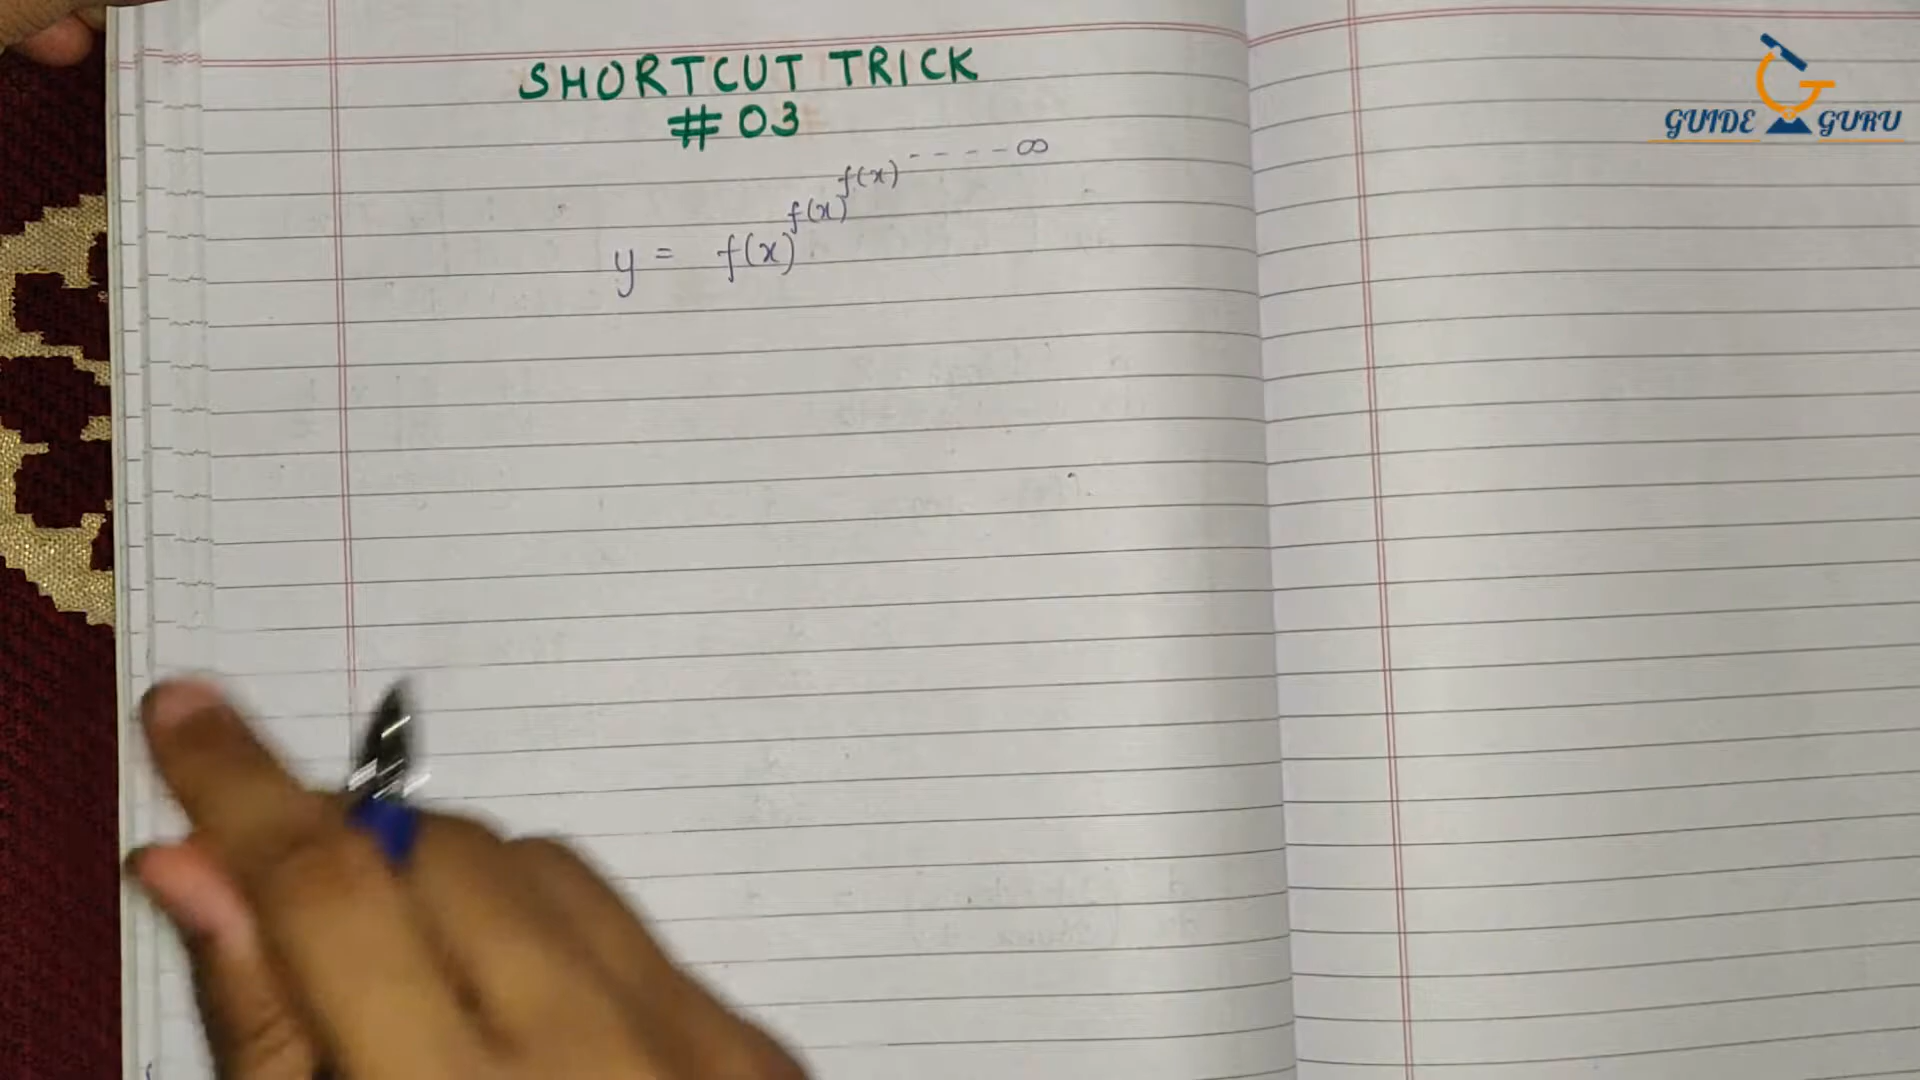 SHORTCUT TRICK
# 03
y = f(x)^f(x)^f(x)^- - - - ∞
GUIDE GURU